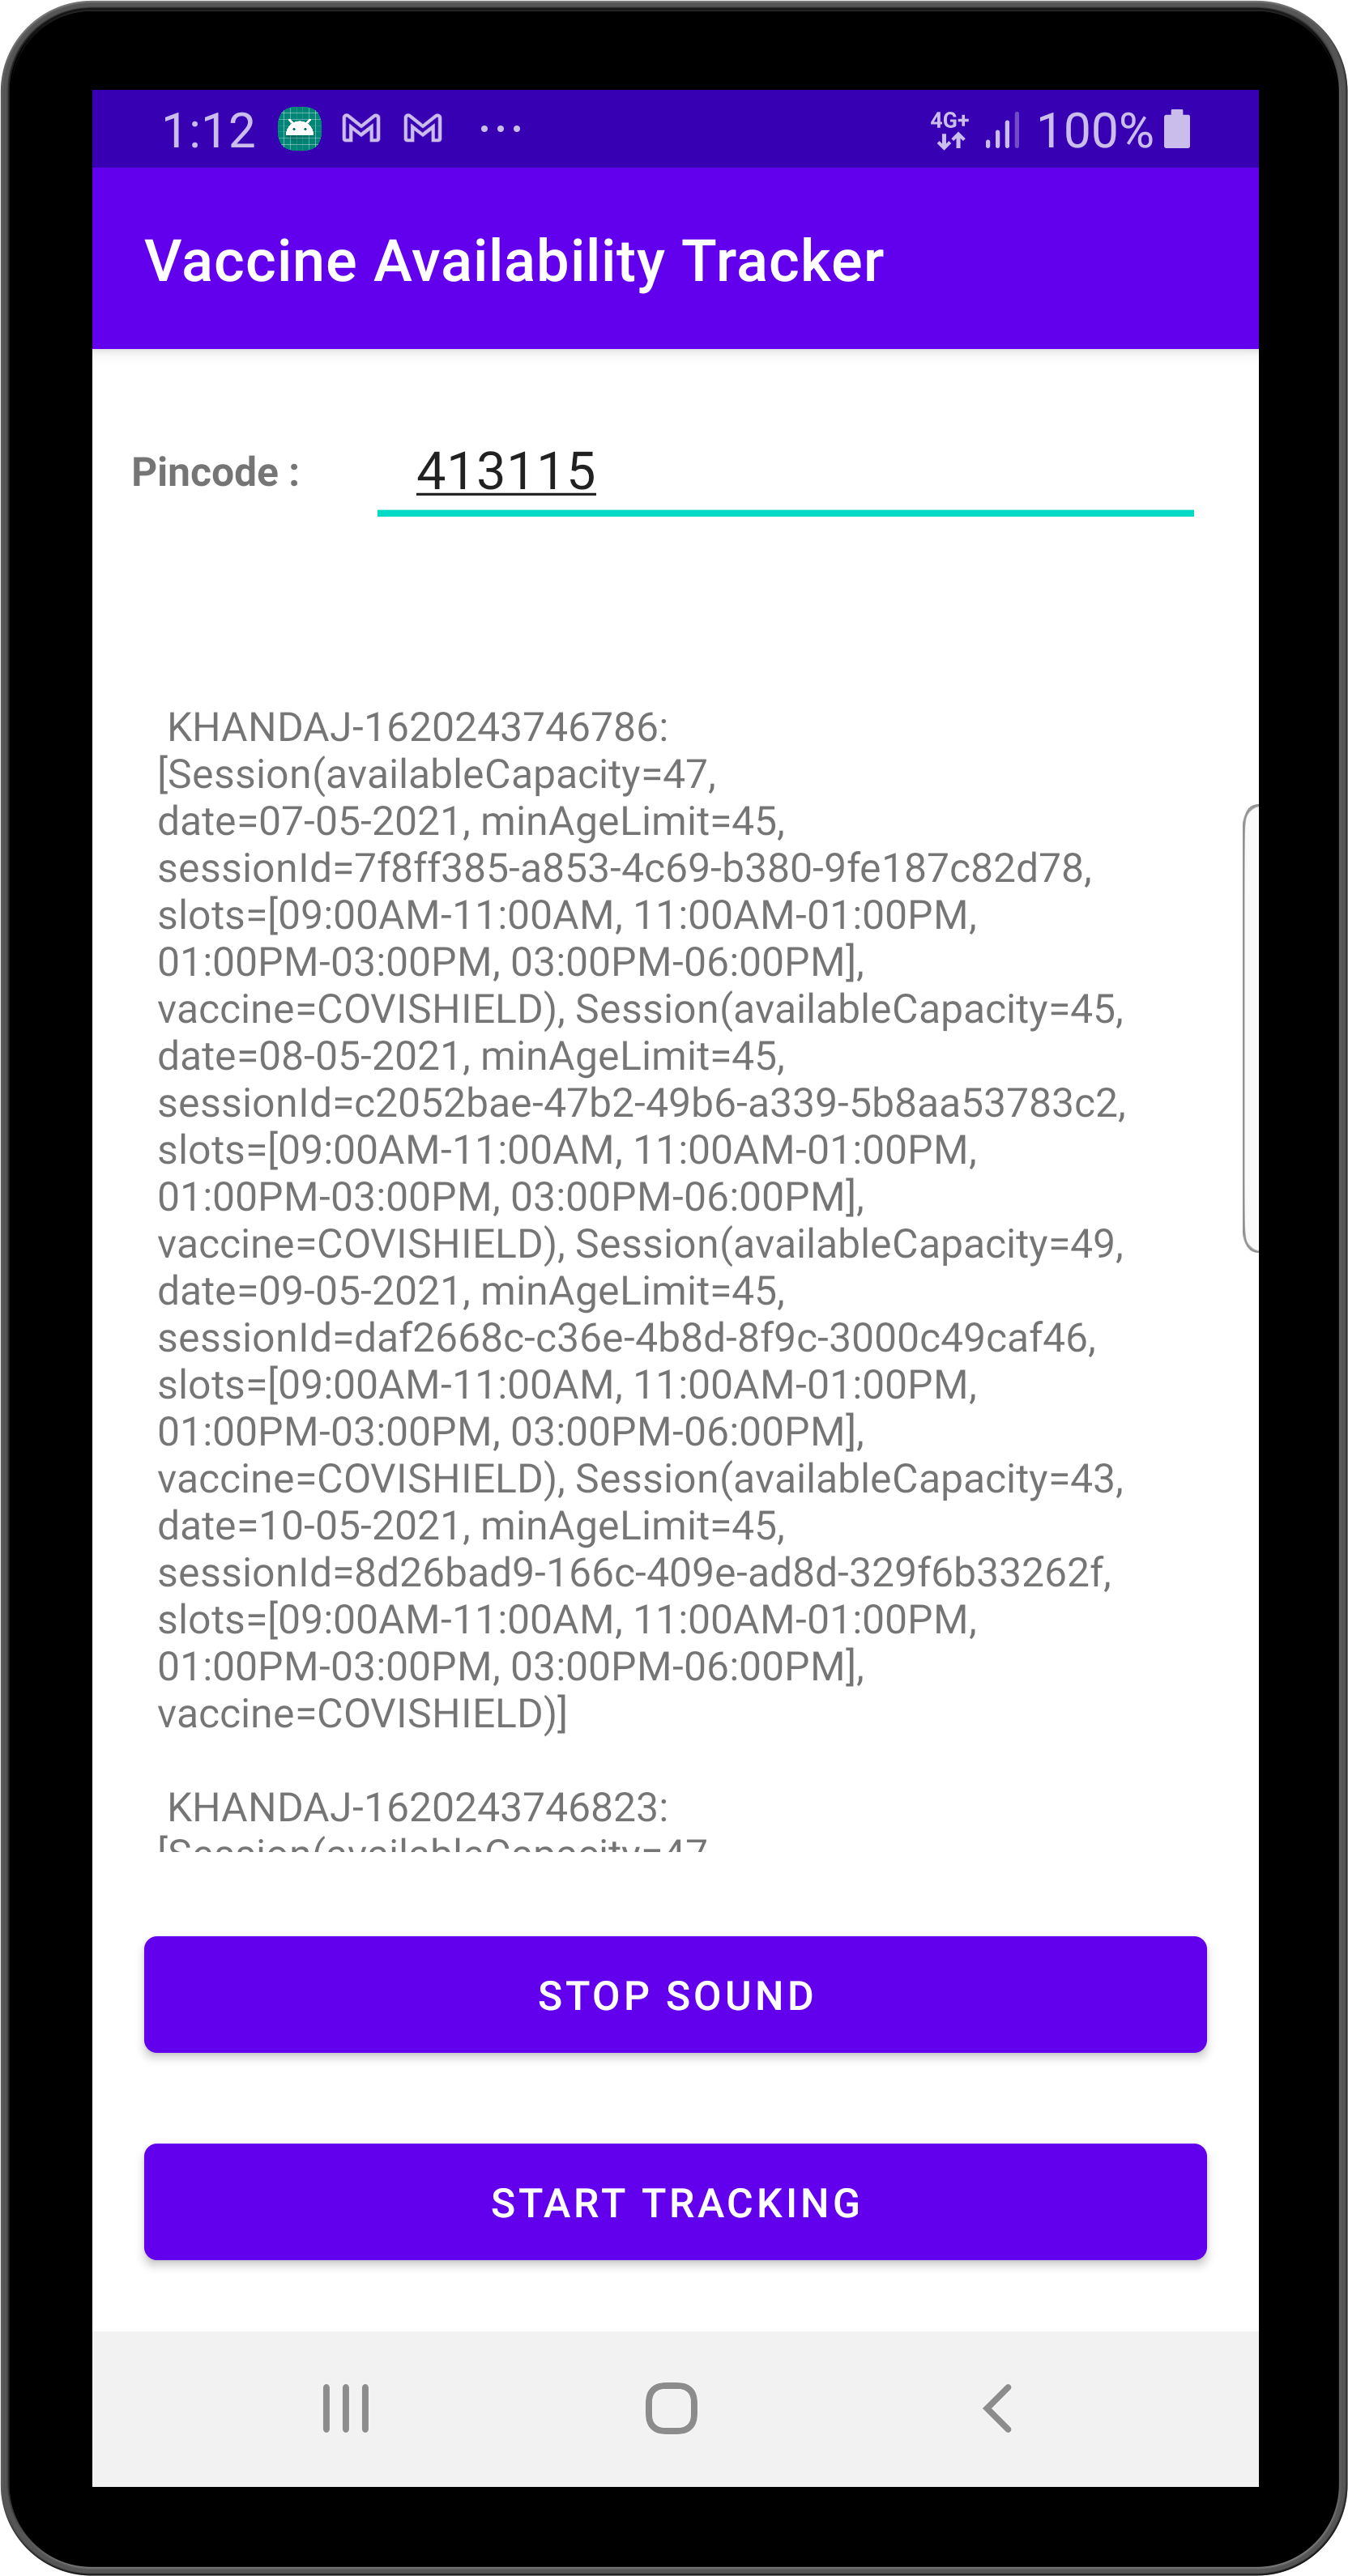 1:12 4G+ 100%
Vaccine Availability Tracker
Pincode : 413115
KHANDAJ-1620243746786:
[Session(availableCapacity=47,
date=07-05-2021, minAgeLimit=45,
sessionId=7f8ff385-a853-4c69-b380-9fe187c82d78,
slots=[09:00AM-11:00AM, 11:00AM-01:00PM,
01:00PM-03:00PM, 03:00PM-06:00PM],
vaccine=COVISHIELD), Session(availableCapacity=45,
date=08-05-2021, minAgeLimit=45,
sessionId=c2052bae-47b2-49b6-a339-5b8aa53783c2,
slots=[09:00AM-11:00AM, 11:00AM-01:00PM,
01:00PM-03:00PM, 03:00PM-06:00PM],
vaccine=COVISHIELD), Session(availableCapacity=49,
date=09-05-2021, minAgeLimit=45,
sessionId=daf2668c-c36e-4b8d-8f9c-3000c49caf46,
slots=[09:00AM-11:00AM, 11:00AM-01:00PM,
01:00PM-03:00PM, 03:00PM-06:00PM],
vaccine=COVISHIELD), Session(availableCapacity=43,
date=10-05-2021, minAgeLimit=45,
sessionId=8d26bad9-166c-409e-ad8d-329f6b33262f,
slots=[09:00AM-11:00AM, 11:00AM-01:00PM,
01:00PM-03:00PM, 03:00PM-06:00PM],
vaccine=COVISHIELD)]
KHANDAJ-1620243746823:
[Session(availableCapacity=47
STOP SOUND
START TRACKING